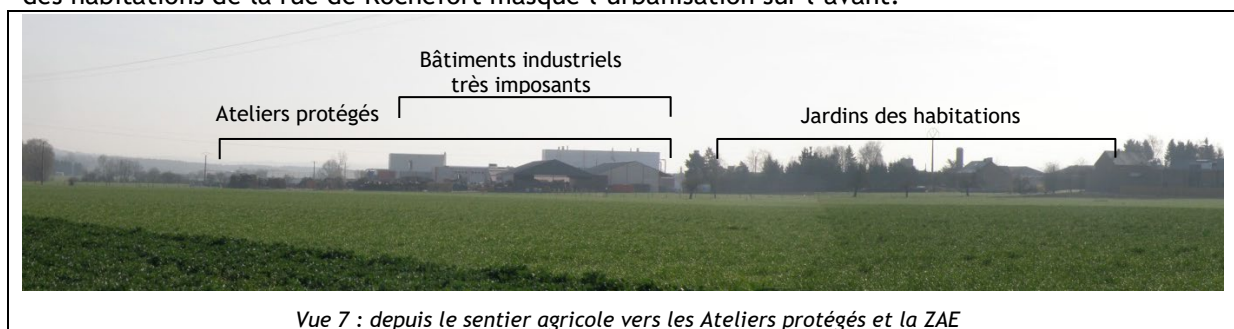 des habitations de la rue de Rochefort masque l'urbanisation sur l'avant.
Bâtiments industriels
très imposants
Ateliers protégés
Jardins des habitations
Vue 7 : depuis le sentier agricole vers les Ateliers protégés et la ZAE